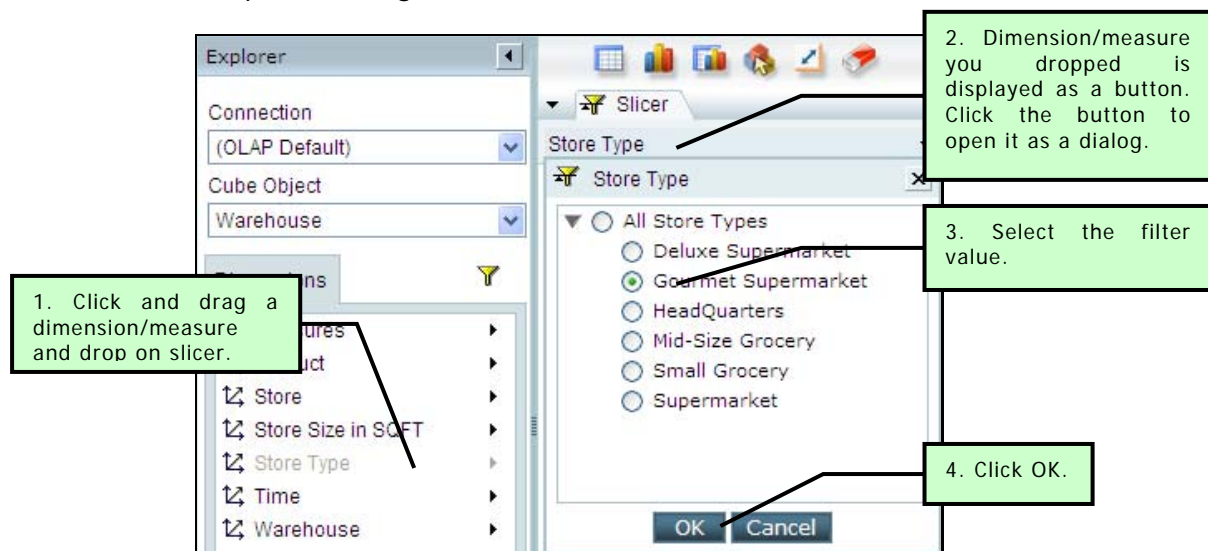 Explorer
Connection
(OLAP Default)
Cube Object
Warehouse
ns
ures
uct
Store
Store Size in SQFT
Store Type
Time
Warehouse
Slicer
Store Type
Store Type
All Store Types
Deluxe Supermarket
Gourmet Supermarket
HeadQuarters
Mid-Size Grocery
Small Grocery
Supermarket
OK Cancel
1. Click and drag a
dimension/measure
and drop on slicer.
2. Dimension/measure
you dropped is
displayed as a button.
Click the button to
open it as a dialog.
3. Select the filter
value.
4. Click OK.